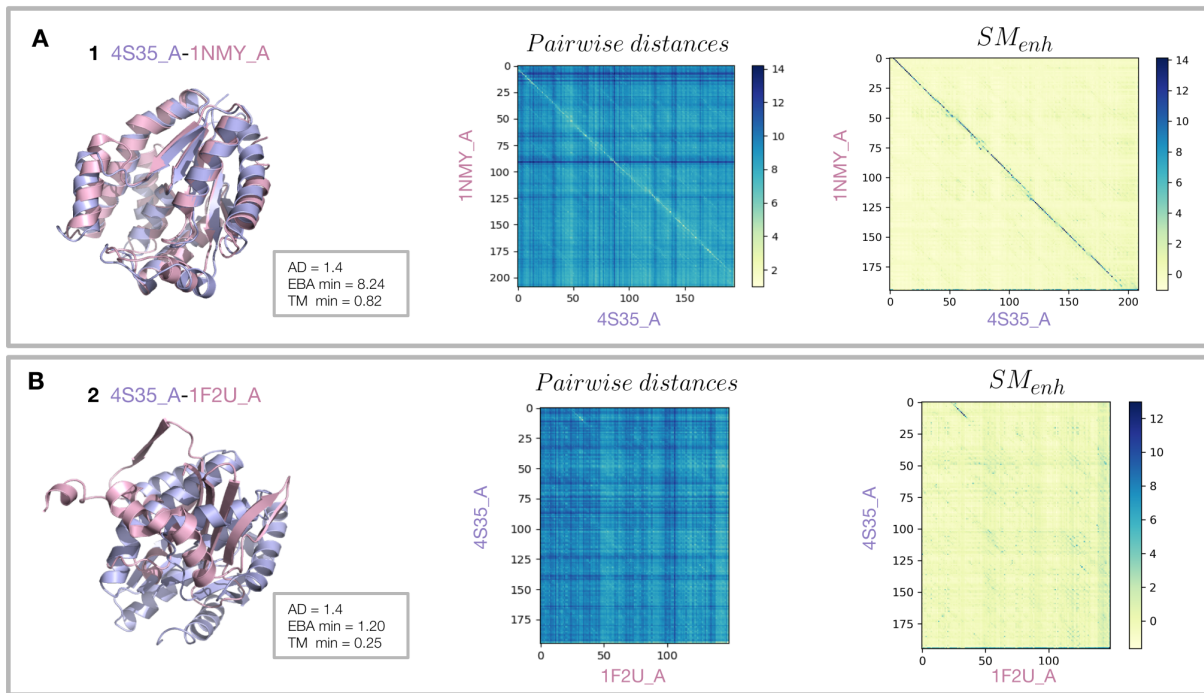 A
1 4S35_A-1NMY_A
AD = 1.4
EBA min = 8.24
TM min = 0.82
Pairwise distances
0
25
50
75
100
125
150
175
200
0 50 100 150
1NMY_A
4S35_A
14
12
10
8
6
4
2
SM_enh
0
25
50
75
100
125
150
175
0 50 100 150 200
1NMY_A
4S35_A
14
12
10
8
6
4
2
0
B
2 4S35_A-1F2U_A
AD = 1.4
EBA min = 1.20
TM min = 0.25
Pairwise distances
0
25
50
75
100
125
150
175
0 100
4S35_A
1F2U_A
SM_enh
0
25
50
75
100
125
150
175
0 50 100
4S35_A
1F2U_A
12
10
8
6
4
2
0